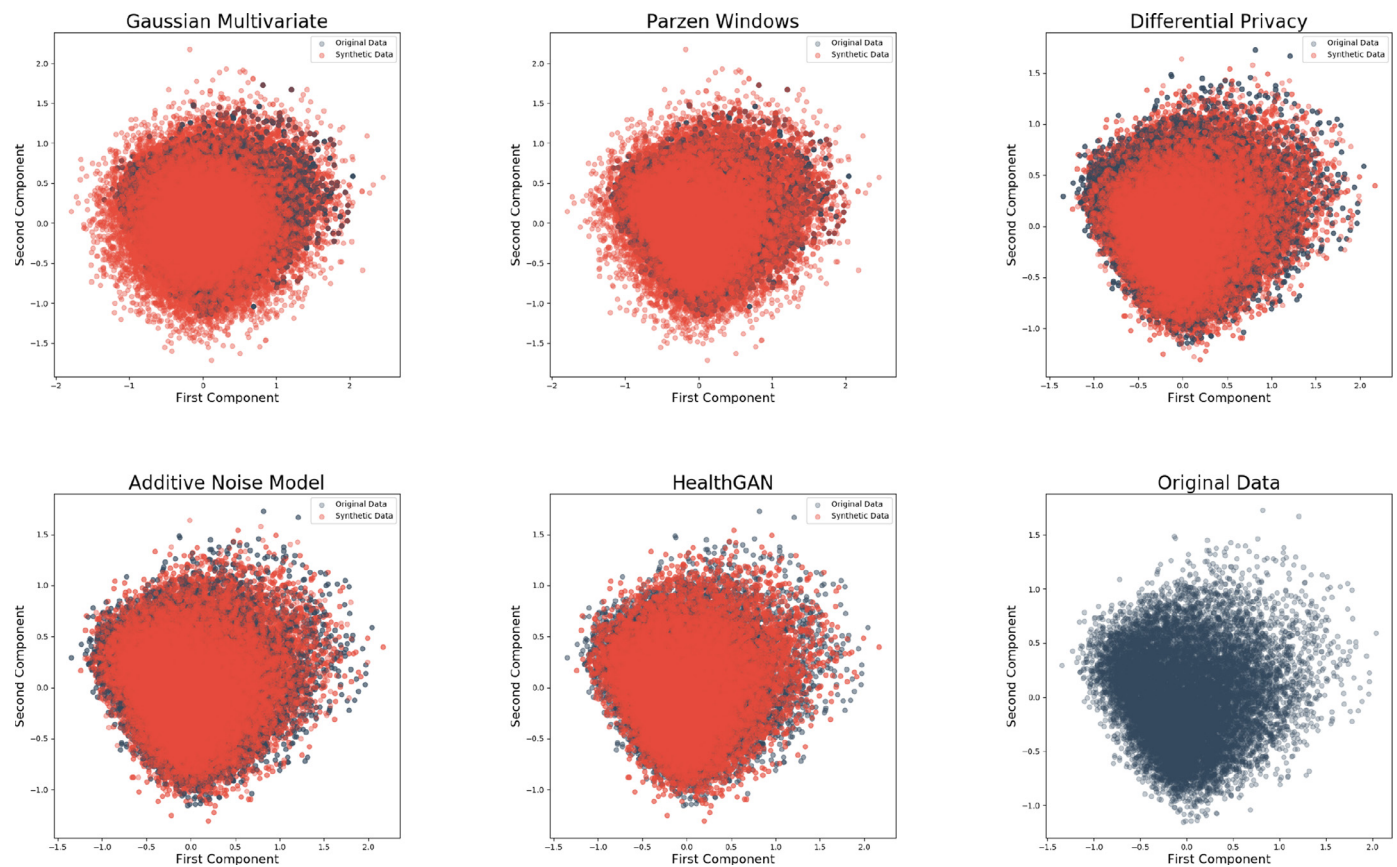 Gaussian Multivariate
Original Data
Synthetic Data
Second Component
2.0
1.5
1.0
0.5
0.0
−0.5
−1.0
−1.5
−2
−1
0
1
2
First Component
Parzen Windows
Original Data
Synthetic Data
Second Component
2.0
1.5
1.0
0.5
0.0
−0.5
−1.0
−1.5
−2
−1
0
1
2
First Component
Differential Privacy
Original Data
Synthetic Data
Second Component
1.5
1.0
0.5
0.0
−0.5
−1.0
−1.5
−1.0
−0.5
0.0
0.5
1.0
1.5
2.0
First Component
Additive Noise Model
Original Data
Synthetic Data
Second Component
1.5
1.0
0.5
0.0
−0.5
−1.0
−1.5
−1.0
−0.5
0.0
0.5
1.0
1.5
2.0
First Component
HealthGAN
Original Data
Synthetic Data
Second Component
1.5
1.0
0.5
0.0
−0.5
−1.0
−1.5
−1.0
−0.5
0.0
0.5
1.0
1.5
2.0
First Component
Original Data
Second Component
1.5
1.0
0.5
0.0
−0.5
−1.0
−1.5
−1.0
−0.5
0.0
0.5
1.0
1.5
2.0
First Component